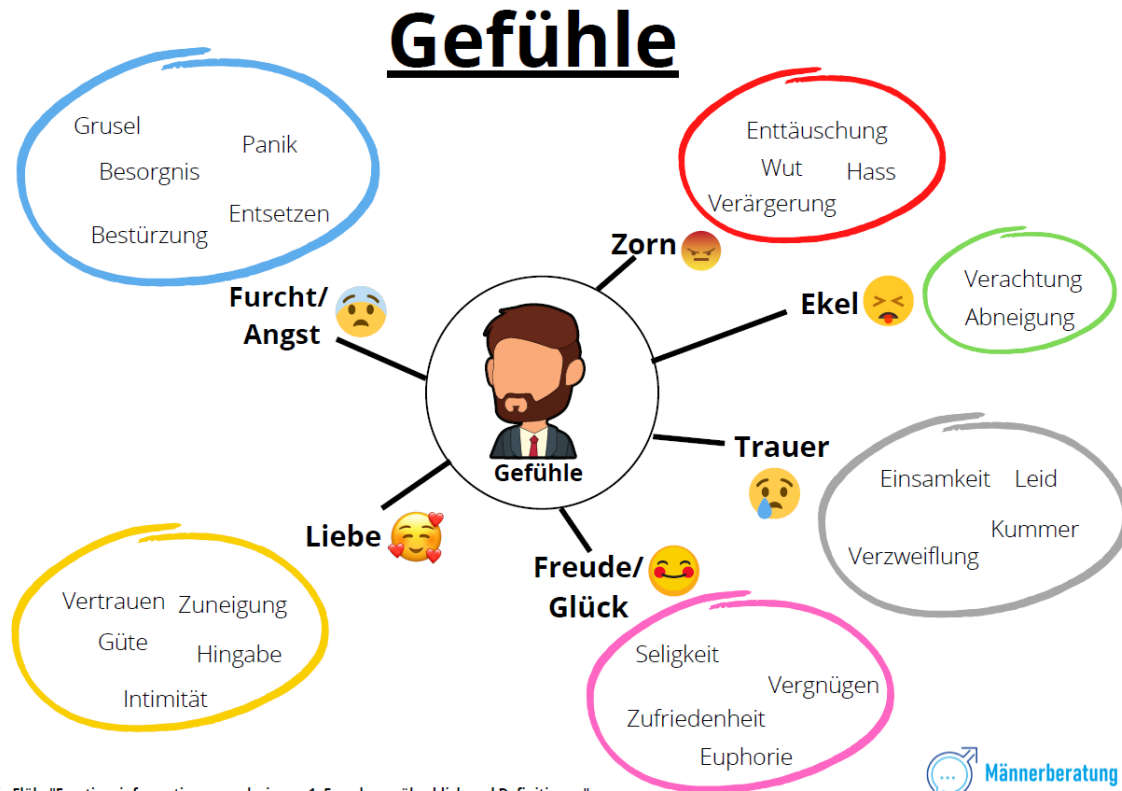 Gefühle
Grusel
Panik
Besorgnis
Entsetzen
Bestürzung
Furcht/
Angst
Enttäuschung
Wut
Hass
Verärgerung
Zorn
Ekel
Verachtung
Abneigung
Gefühle
Trauer
Einsamkeit
Leid
Kummer
Verzweiflung
Liebe
Vertrauen
Zuneigung
Güte
Hingabe
Intimität
Freude/
Glück
Seligkeit
Vergnügen
Zufriedenheit
Euphorie
Männerberatung